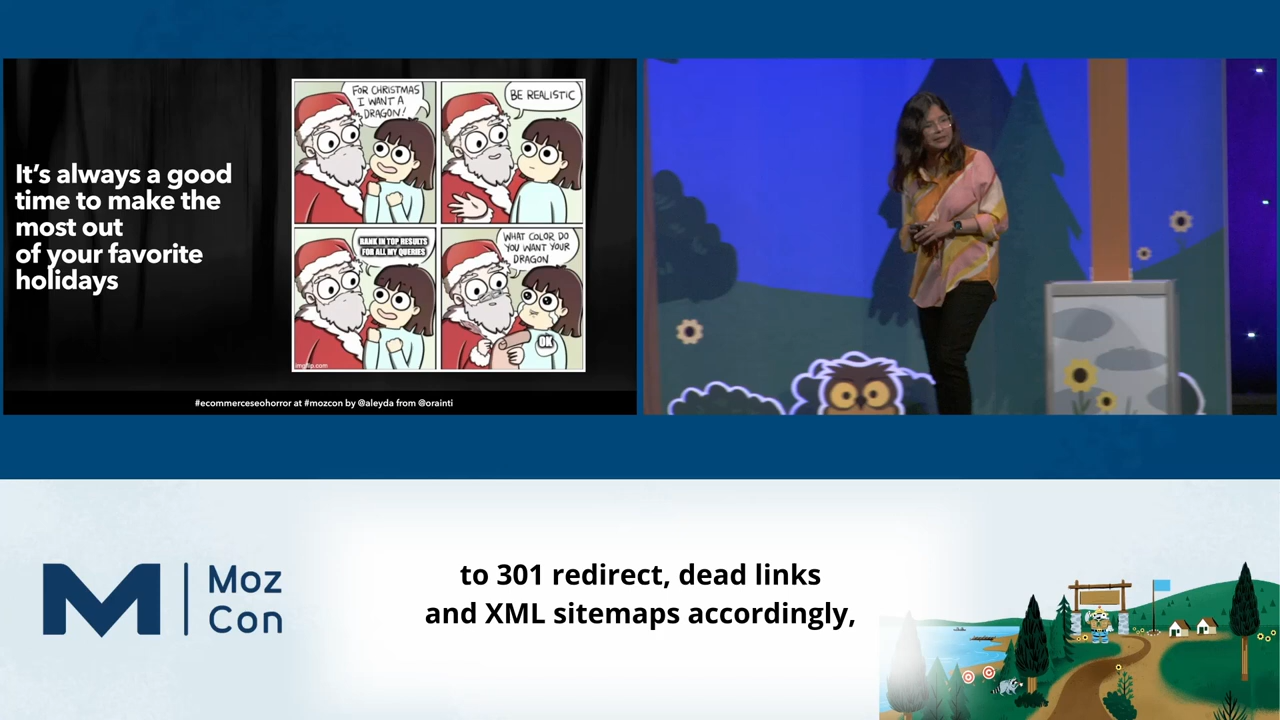 It's always a good
time to make the
most out
of your favorite
holidays
FOR CHRISTMAS
I WANT A
DRAGON!
BE REALISTIC
RANK IN TOP RESULTS
FOR ALL MY QUERIES
WHAT COLOR DO
YOU WANT YOUR
DRAGON
OK
imgflip.com
#ecommerceseohorror at #mozcon by @aleyda from @orainti
Moz
Con
to 301 redirect, dead links
and XML sitemaps accordingly,